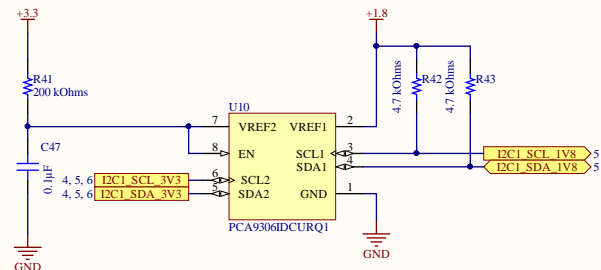 +3.3
+1.8
R41
200 kOhms
4.7 kOhms
R42
4.7 kOhms
R43
U10
7
VREF2
VREF1
2
C47
0.1µF
8
EN
SCL1
3
I2C1_SCL_1V8
5
SDA1
4
I2C1_SDA_1V8
5
4, 5, 6
I2C1_SCL_3V3
6
SCL2
4, 5, 6
I2C1_SDA_3V3
5
SDA2
GND
1
PCA9306IDCURQ1
GND
GND